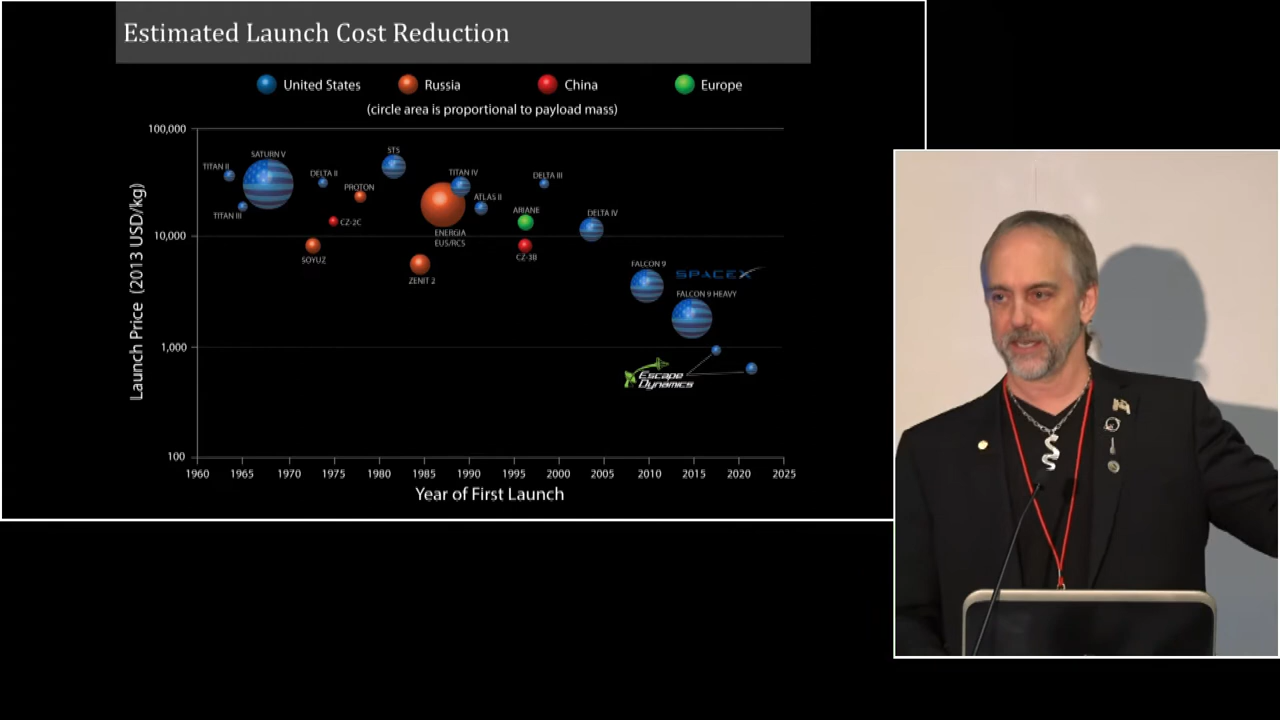 Estimated Launch Cost Reduction
United States
Russia
China
Europe
(circle area is proportional to payload mass)
Launch Price (2013 USD/kg)
100,000
10,000
1,000
100
TITAN II
SATURN V
TITAN III
DELTA II
PROTON
CZ-2C
SOYUZ
STS
TITAN IV
ATLAS II
ENERGIA
EUS/RCS
ZENIT 2
DELTA III
ARIANE
CZ-3B
DELTA IV
FALCON 9
SPACEX
FALCON 9 HEAVY
Escape
Dynamics
1960 1965 1970 1975 1980 1985 1990 1995 2000 2005 2010 2015 2020 2025
Year of First Launch